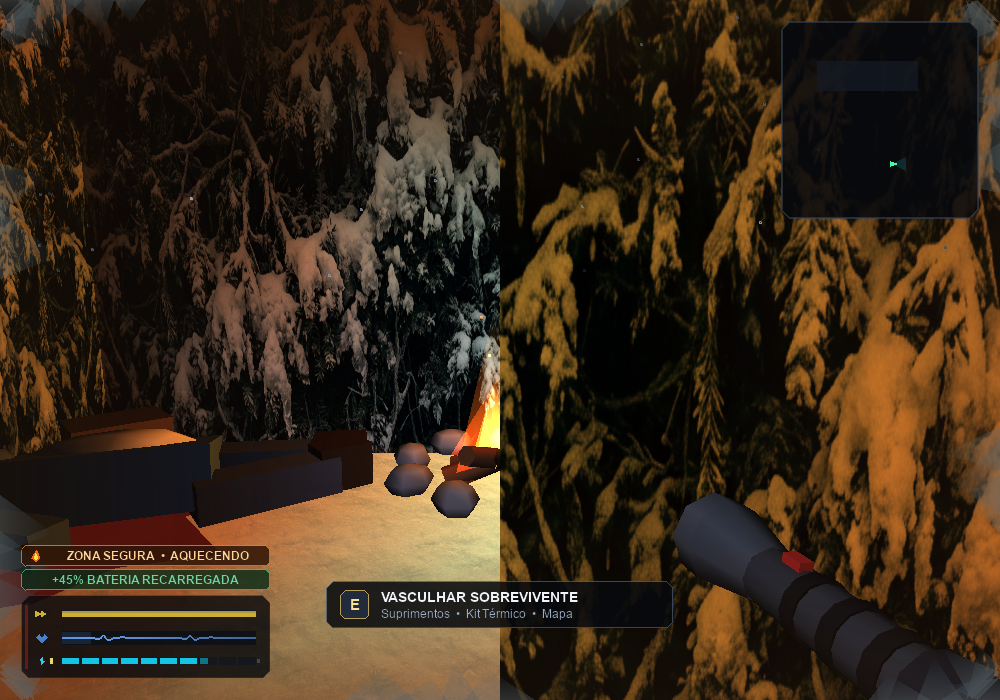 ZONA SEGURA • AQUECENDO
+45% BATERIA RECARREGADA
E
VASCULHAR SOBREVIVENTE
Suprimentos • Kit Térmico • Mapa